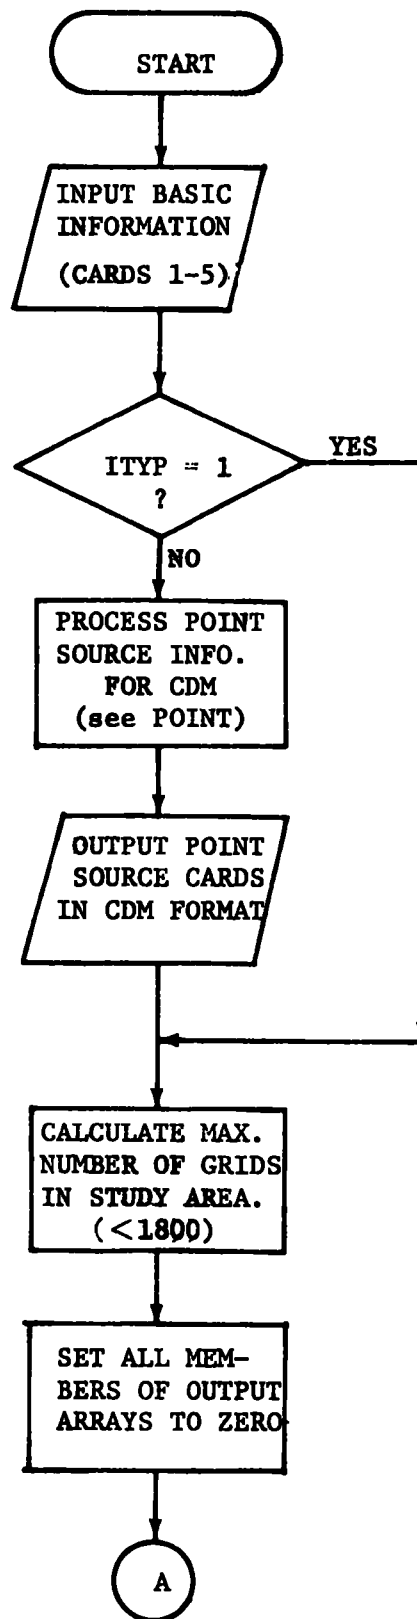 START
INPUT BASIC
INFORMATION
(CARDS 1-5)
ITYP = 1
?
YES
NO
PROCESS POINT
SOURCE INFO.
FOR CDM
(see POINT)
OUTPUT POINT
SOURCE CARDS
IN CDM FORMAT
CALCULATE MAX.
NUMBER OF GRIDS
IN STUDY AREA.
(<1800)
SET ALL MEM-
BERS OF OUTPUT
ARRAYS TO ZERO
A